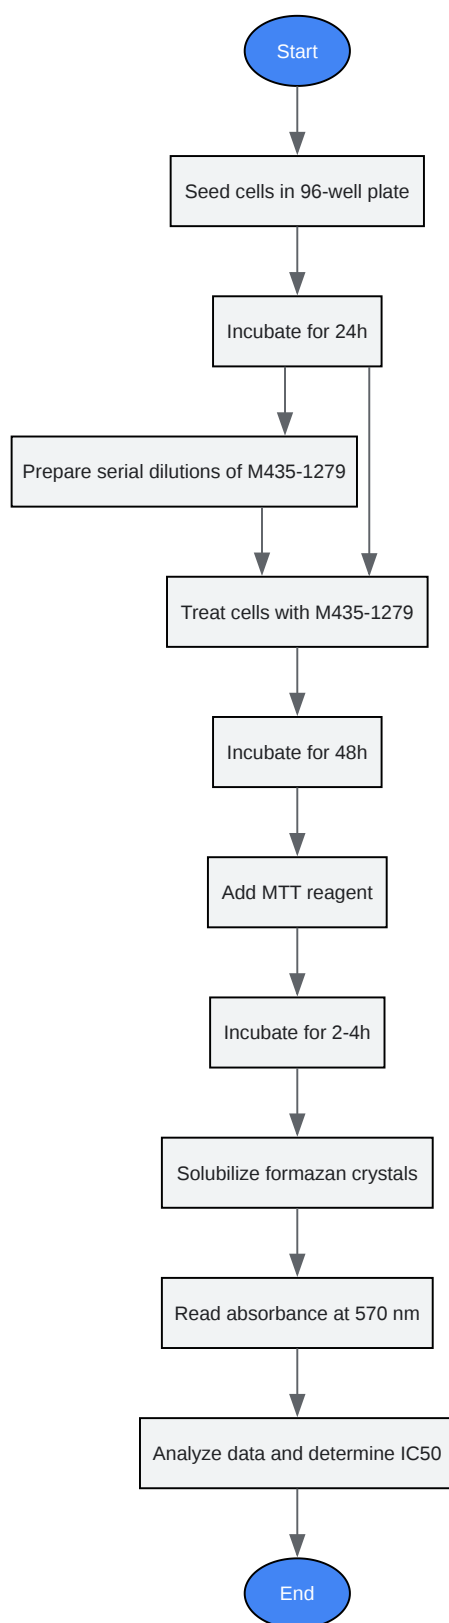 Start
Seed cells in 96-well plate
Incubate for 24h
Prepare serial dilutions of M435-1279
Treat cells with M435-1279
Incubate for 48h
Add MTT reagent
Incubate for 2-4h
Solubilize formazan crystals
Read absorbance at 570 nm
Analyze data and determine IC50
End